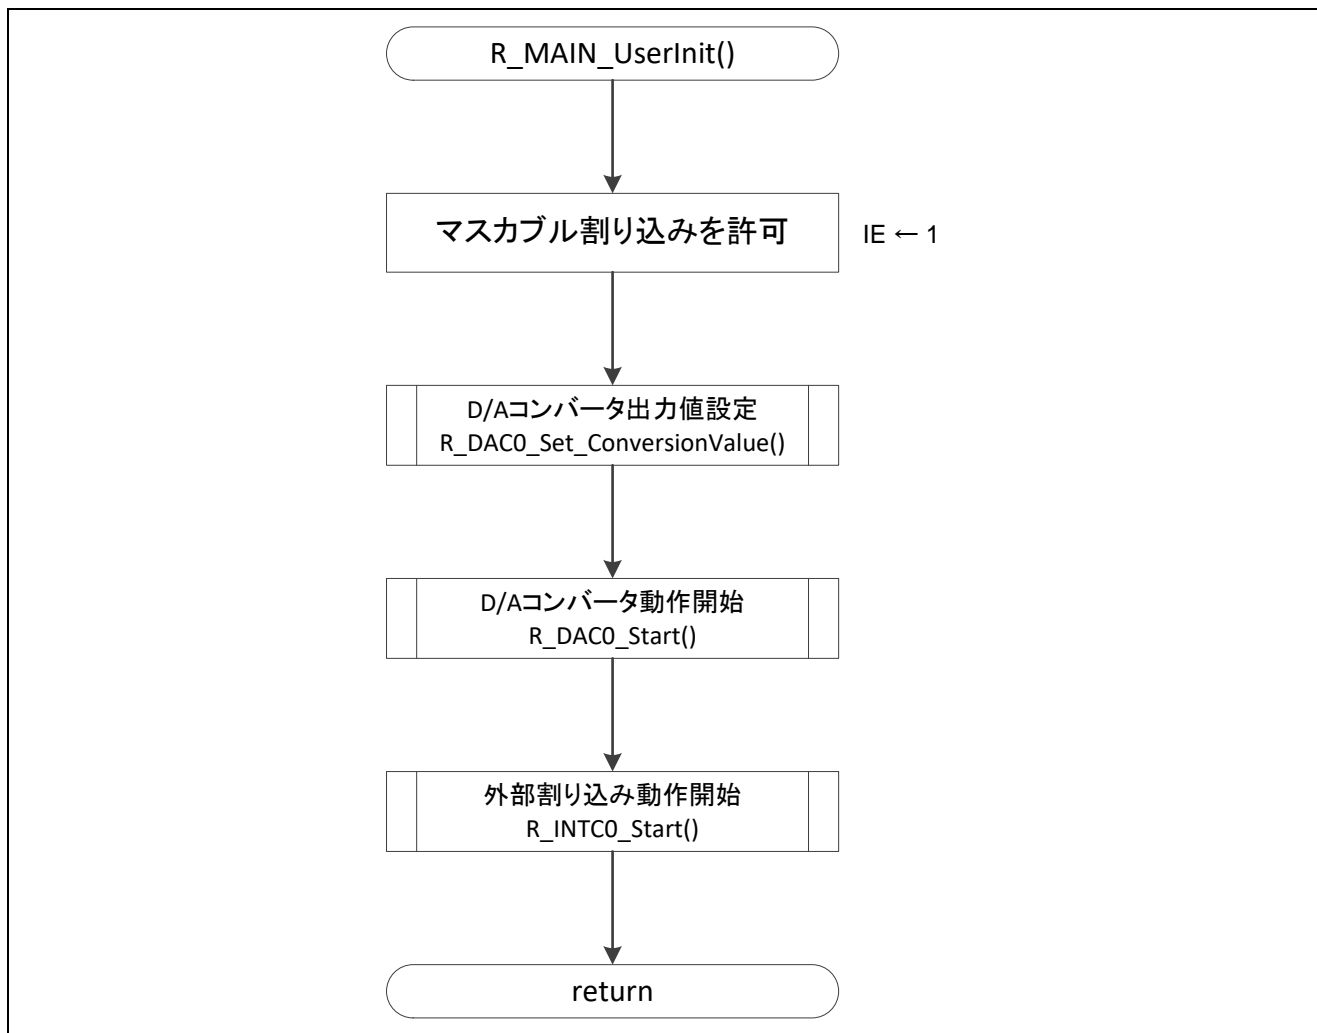 R_MAIN_UserInit()
マスカブル割り込みを許可
IE ← 1
D/Aコンバータ出力値設定
R_DAC0_Set_ConversionValue()
D/Aコンバータ動作開始
R_DAC0_Start()
外部割り込み動作開始
R_INTC0_Start()
return